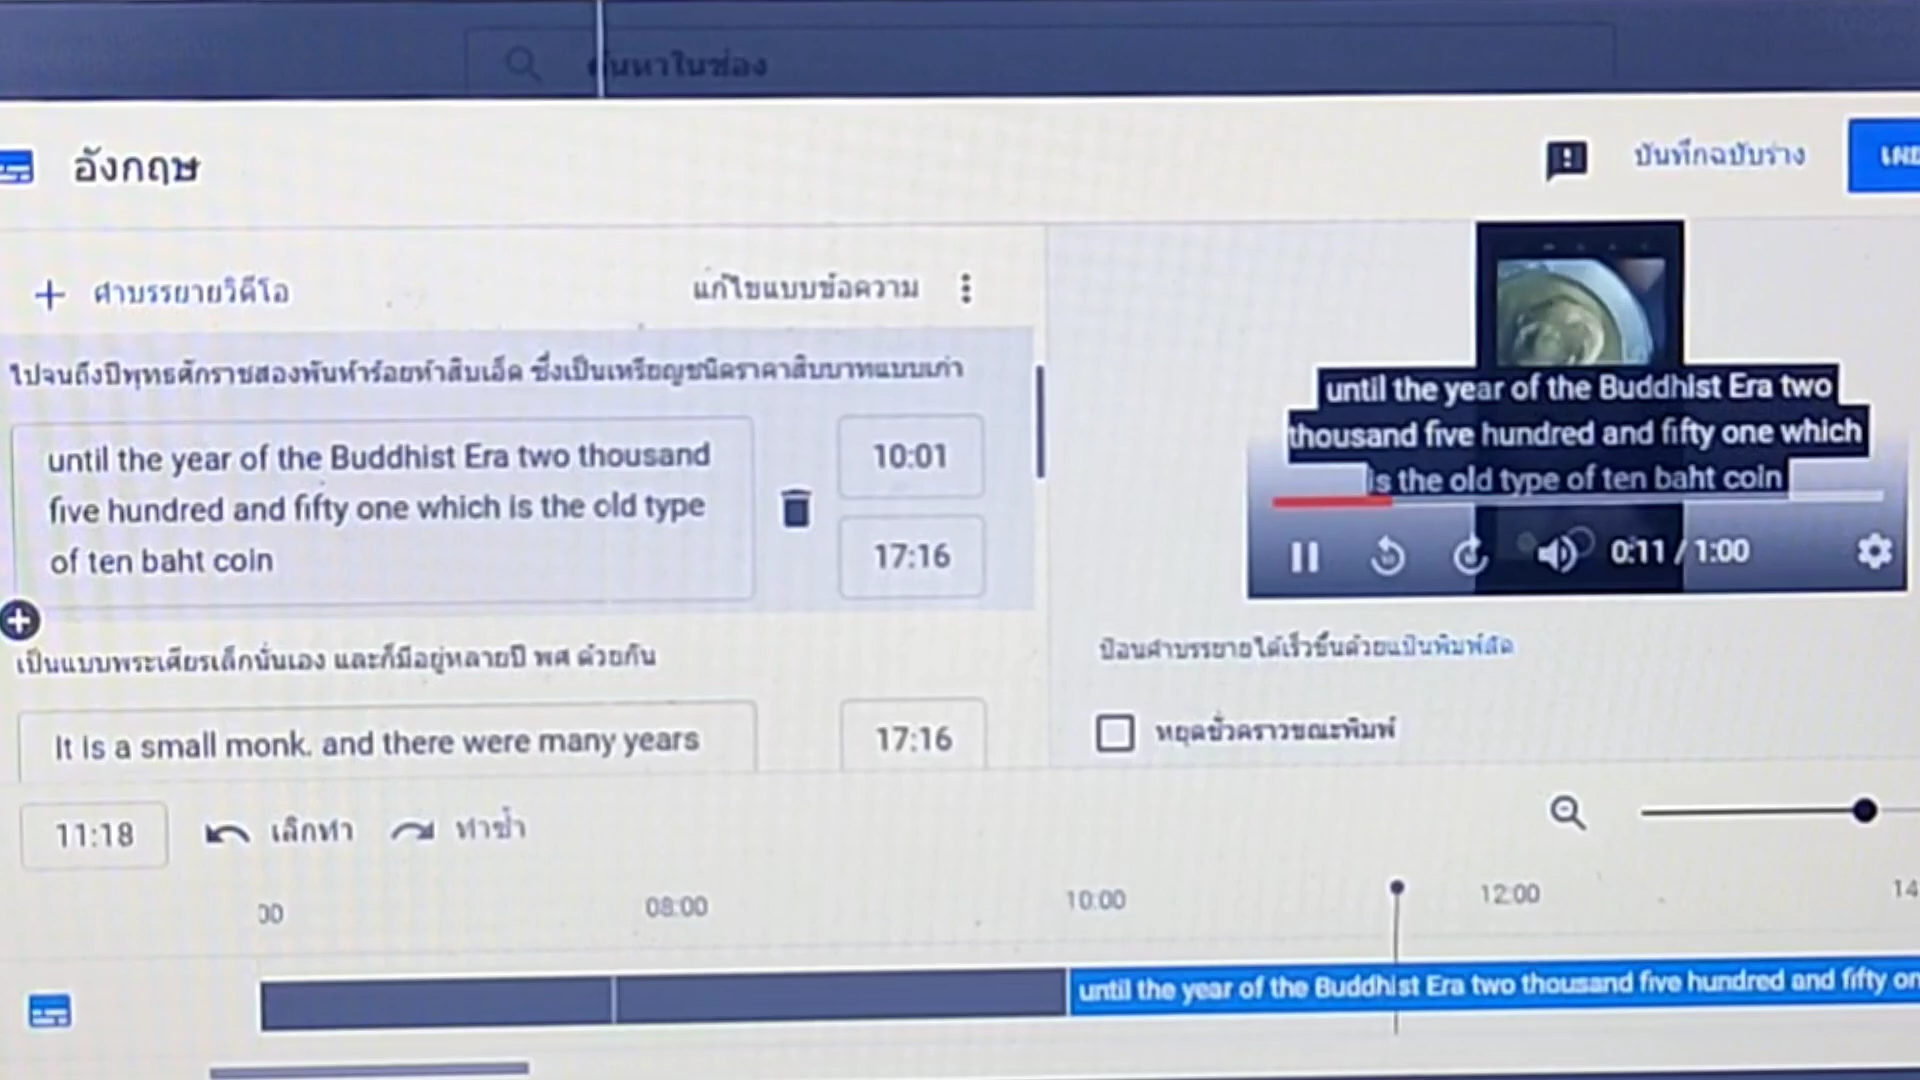 ค้นหาในช่อง
อังกฤษ
บันทึกฉบับร่าง
คำบรรยายวิดีโอ
แก้ไขแบบข้อความ
ไปจนถึงปีพุทธศักราชสองพันห้าร้อยห้าสิบเอ็ด ซึ่งเป็นเหรียญชนิดราคาสิบบาทแบบเก่า
until the year of the Buddhist Era two thousand
five hundred and fifty one which is the old type
of ten baht coin
10:01
17:16
until the year of the Buddhist Era two
thousand five hundred and fifty one which
is the old type of ten baht coin
0:11 / 1:00
เป็นแบบพระเศียรเล็กนั่นเอง และก็มีอยู่หลายปี พศ ด้วยกัน
It is a small monk. and there were many years
17:16
ป้อนคำบรรยายได้เร็วขึ้นด้วยแป้นพิมพ์ลัด
หยุดชั่วคราวขณะพิมพ์
11:18
เลิกทำ
ทำซ้ำ
00
08:00
10:00
12:00
14
until the year of the Buddhist Era two thousand five hundred and fifty on